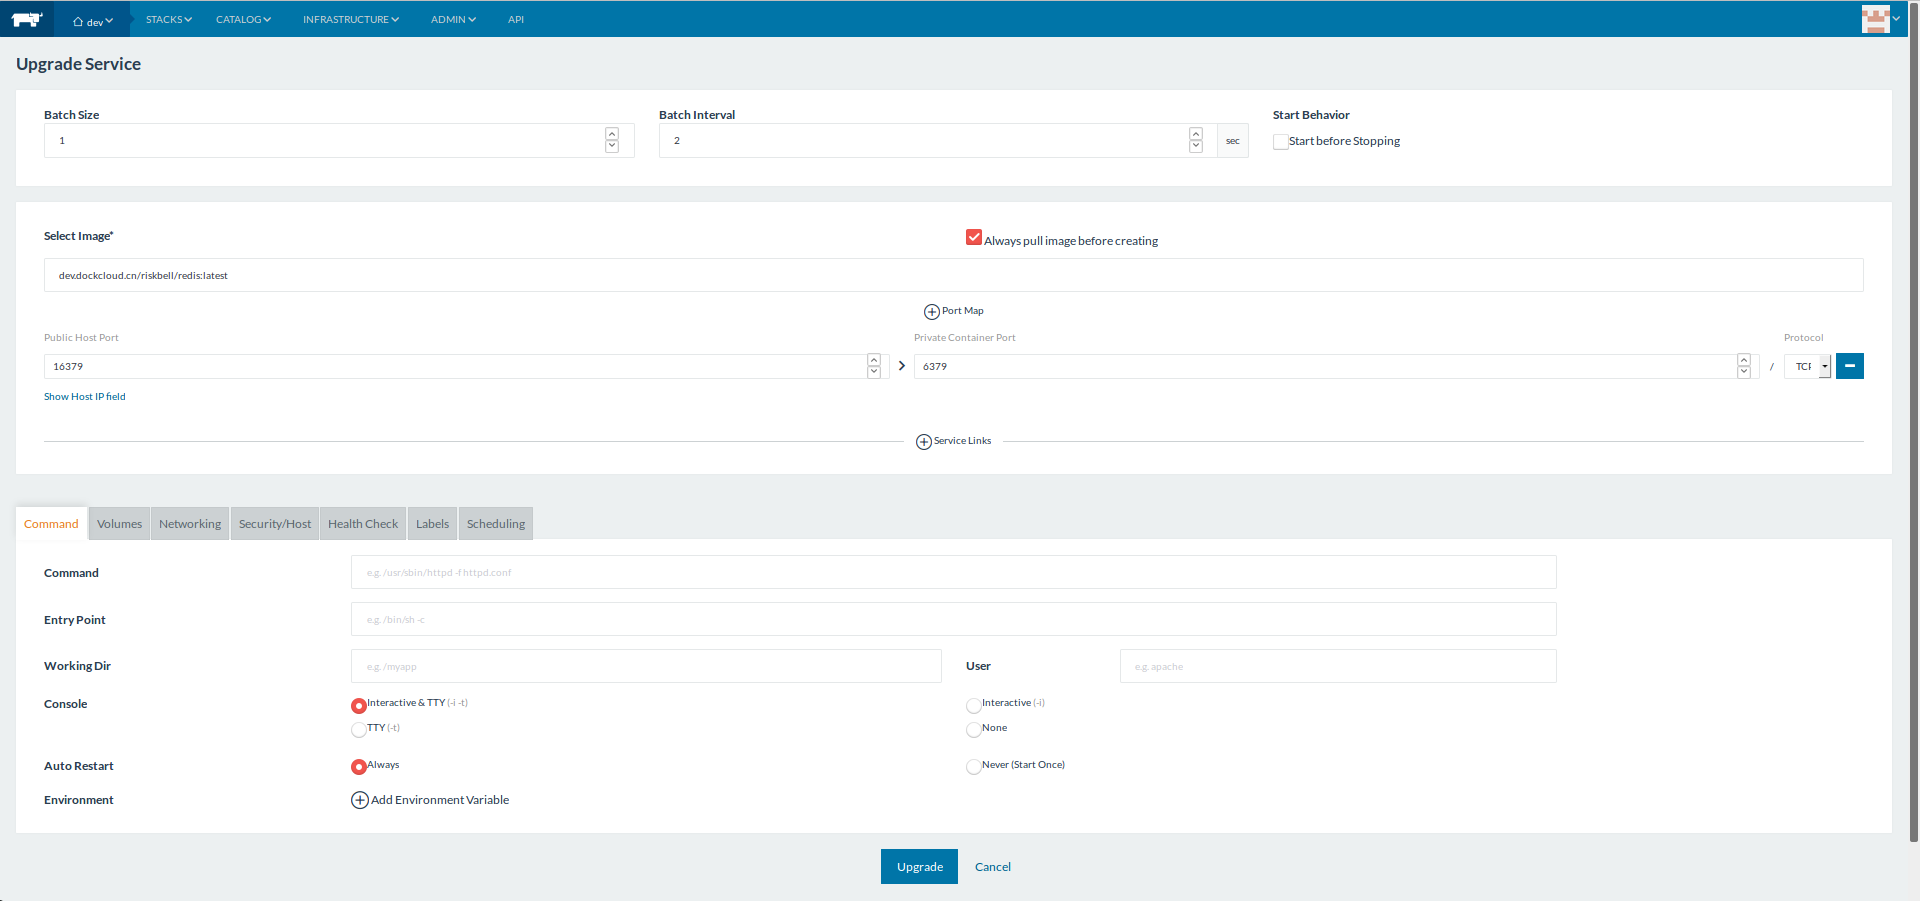 dev STACKS CATALOG INFRASTRUCTURE ADMIN API
Upgrade Service
Batch Size Batch Interval Start Behavior
1 2 sec Start before Stopping
Select Image* Always pull image before creating
dev.dockcloud.cn/riskbell/redis:latest
Port Map
Public Host Port Private Container Port Protocol
16379 6379 / TCP
Show Host IP field
Service Links
Command Volumes Networking Security/Host Health Check Labels Scheduling
Command e.g. /usr/sbin/httpd -f httpd.conf
Entry Point e.g. /bin/sh -c
Working Dir e.g. /myapp User e.g. apache
Console Interactive & TTY (-i -t) Interactive (-i)
TTY (-t) None
Auto Restart Always Never (Start Once)
Environment Add Environment Variable
Upgrade Cancel